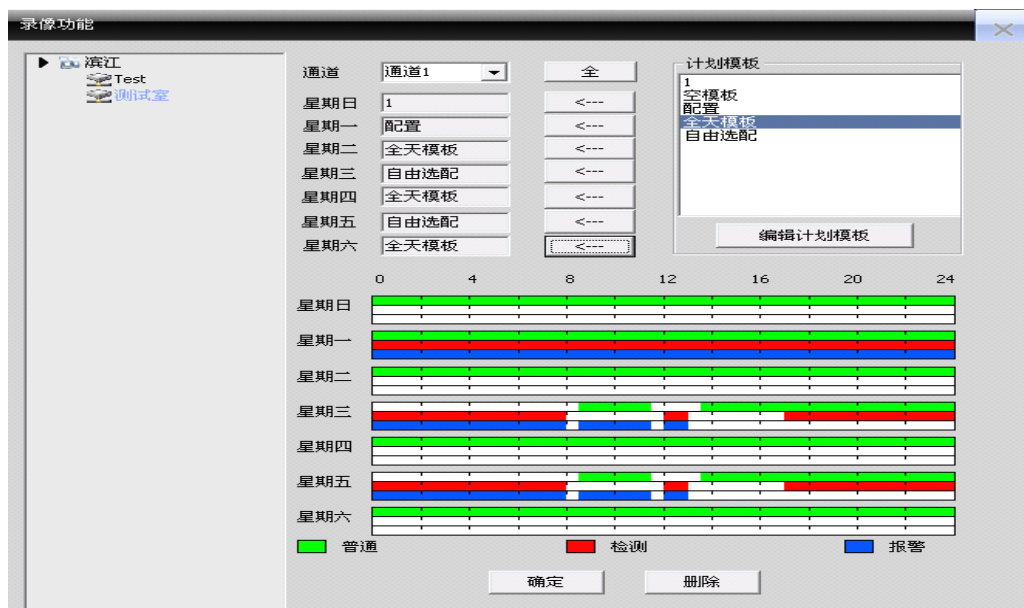 录像功能
滨江
Test
测试室
通道 通道1 全
星期日 1 <---
星期一 配置 <---
星期二 全天模板 <---
星期三 自由选配 <---
星期四 全天模板 <---
星期五 自由选配 <---
星期六 全天模板 <---
计划模板
1
空模板
配置
全天模板
自由选配
编辑计划模板
0 4 8 12 16 20 24
星期日
星期一
星期二
星期三
星期四
星期五
星期六
普通 检测 报警
确定 删除